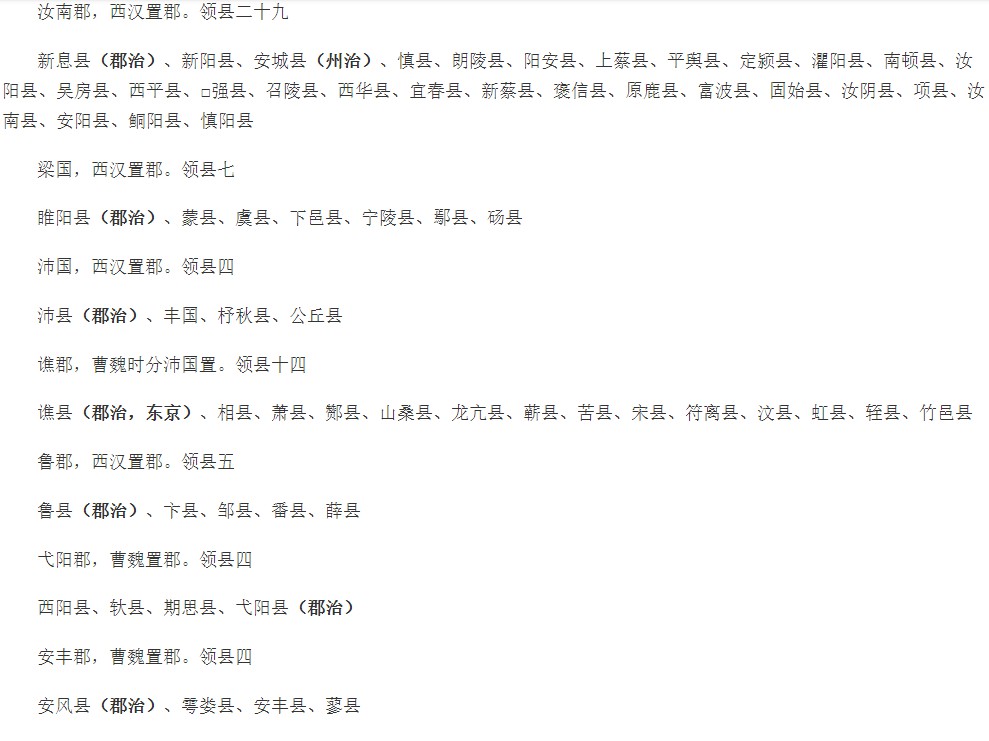 汝南郡，西汉置郡。领县二十九
新息县（郡治）、新阳县、安城县（州治）、慎县、朗陵县、阳安县、上蔡县、平舆县、定颍县、灈阳县、南顿县、汝
阳县、吴房县、西平县、□强县、召陵县、西华县、宜春县、新蔡县、褒信县、原鹿县、富波县、固始县、汝阴县、项县、汝
南县、安阳县、鲖阳县、慎阳县
梁国，西汉置郡。领县七
睢阳县（郡治）、蒙县、虞县、下邑县、宁陵县、鄢县、砀县
沛国，西汉置郡。领县四
沛县（郡治）、丰国、杼秋县、公丘县
谯郡，曹魏时分沛国置。领县十四
谯县（郡治，东京）、相县、萧县、酂县、山桑县、龙亢县、蕲县、苦县、宋县、符离县、洨县、虹县、轾县、竹邑县
鲁郡，西汉置郡。领县五
鲁县（郡治）、卞县、邹县、番县、薛县
弋阳郡，曹魏置郡。领县四
西阳县、轪县、期思县、弋阳县（郡治）
安丰郡，曹魏置郡。领县四
安风县（郡治）、雩娄县、安丰县、蓼县